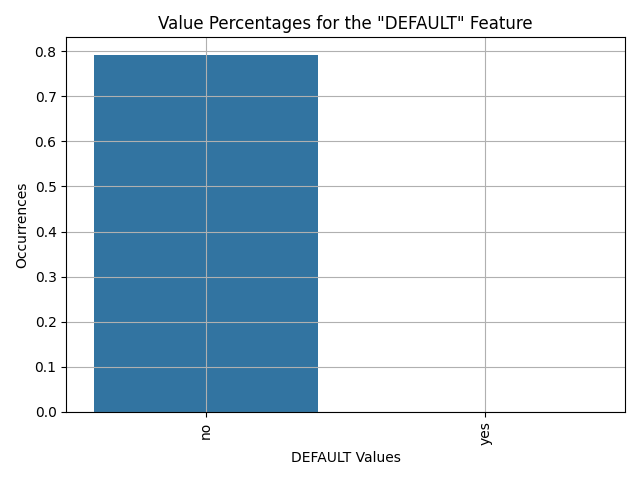 Value Percentages for the "DEFAULT" Feature
0.8
0.7
0.6
0.5
0.4
0.3
0.2
0.1
0.0
Occurrences
no
yes
DEFAULT Values